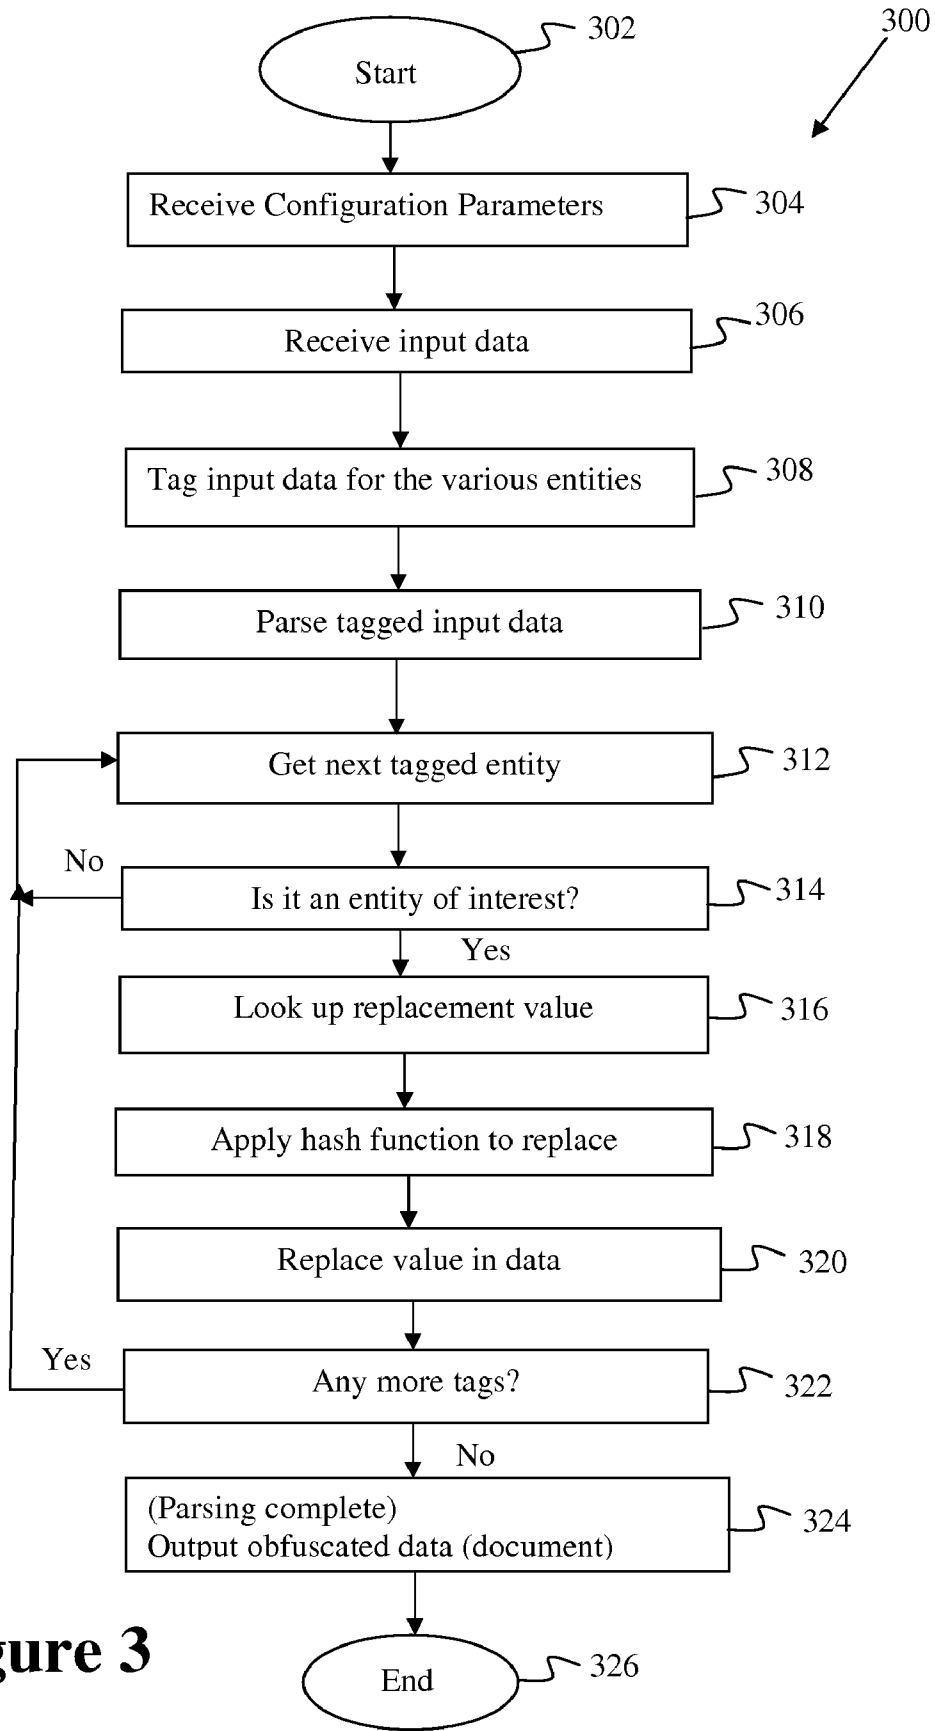 300
Start
302
Receive Configuration Parameters
304
Receive input data
306
Tag input data for the various entities
308
Parse tagged input data
310
Get next tagged entity
312
No
Is it an entity of interest?
314
Yes
Look up replacement value
316
Apply hash function to replace
318
Replace value in data
320
Yes
Any more tags?
322
No
(Parsing complete)
Output obfuscated data (document)
324
gure 3
End
326